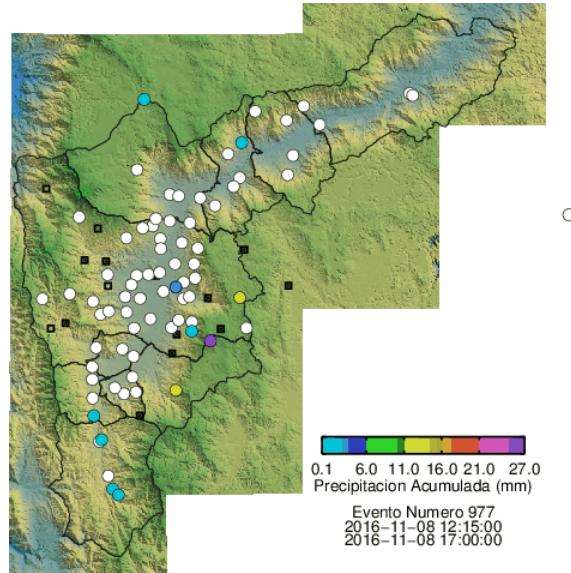 0.1 6.0 11.0 16.0 21.0 27.0
Precipitacion Acumulada (mm)
Evento Numero 977
2016−11−08 12:15:00
2016−11−08 17:00:00